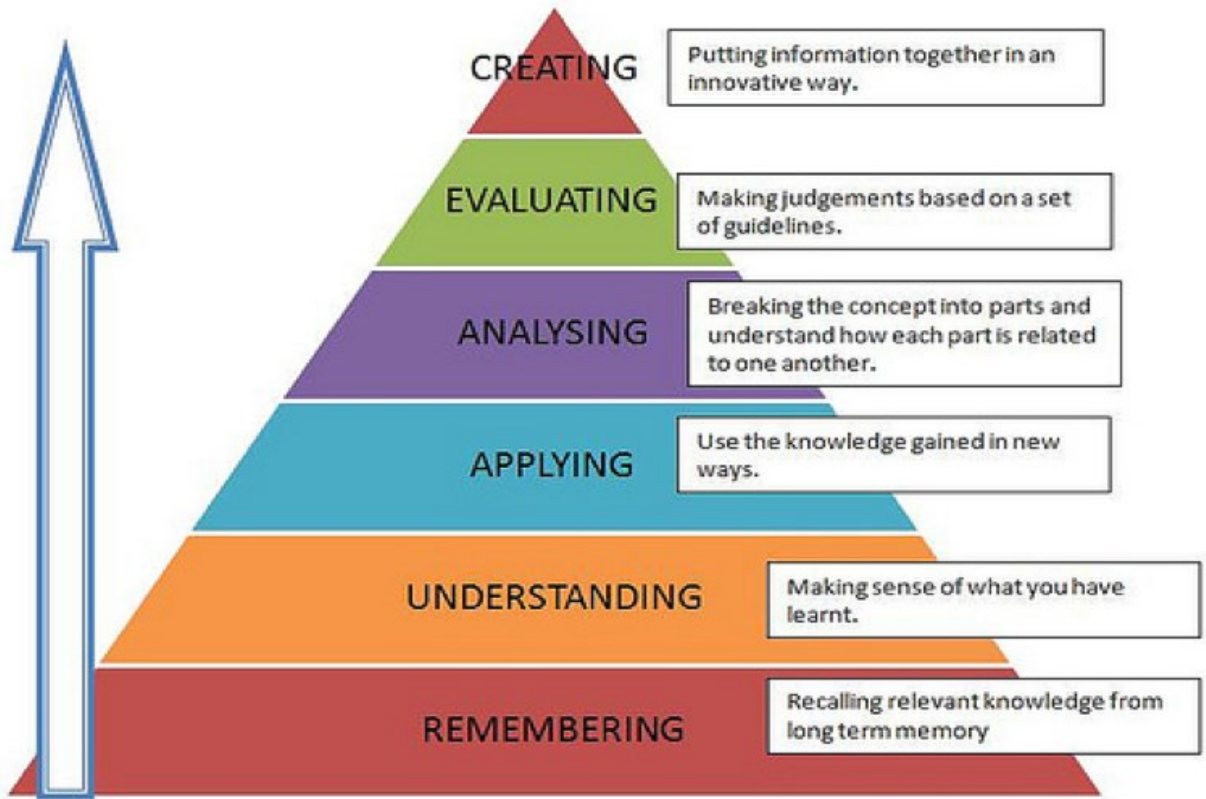 CREATING
Putting information together in an
innovative way.
EVALUATING
Making judgements based on a set
of guidelines.
ANALYSING
Breaking the concept into parts and
understand how each part is related
to one another.
APPLYING
Use the knowledge gained in new
ways.
UNDERSTANDING
Making sense of what you have
learnt.
REMEMBERING
Recalling relevant knowledge from
long term memory